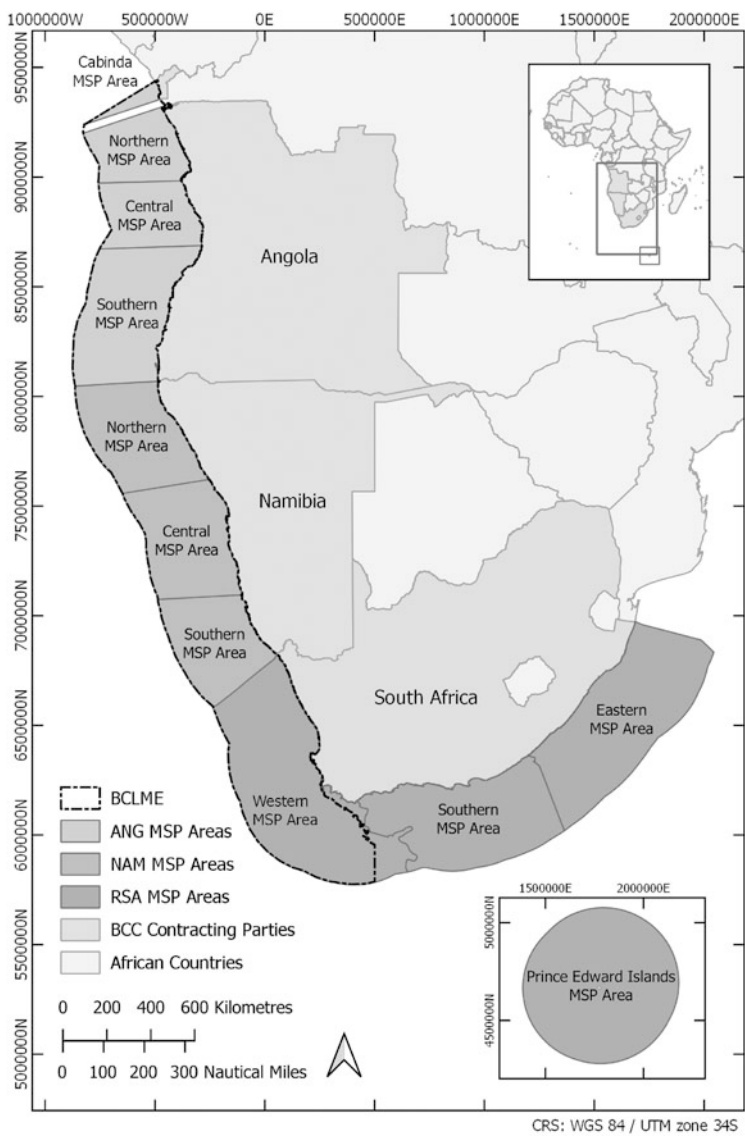 1000000W
500000W
0E
500000E
1000000E
1500000E
2000000E
9500000N
9000000N
8500000N
8000000N
7500000N
7000000N
6500000N
6000000N
5500000N
5000000N
Cabinda
MSP Area
Northern
MSP Area
Central
MSP Area
Southern
MSP Area
Angola
Northern
MSP Area
Central
MSP Area
Southern
MSP Area
Namibia
South Africa
Eastern
MSP Area
Southern
MSP Area
Western
MSP Area
BCLME
ANG MSP Areas
NAM MSP Areas
RSA MSP Areas
BCC Contracting Parties
African Countries
0 200 400 600 Kilometres
0 100 200 300 Nautical Miles
1500000E
2000000E
5000000N
4500000N
Prince Edward Islands
MSP Area
CRS: WGS 84 / UTM zone 34S